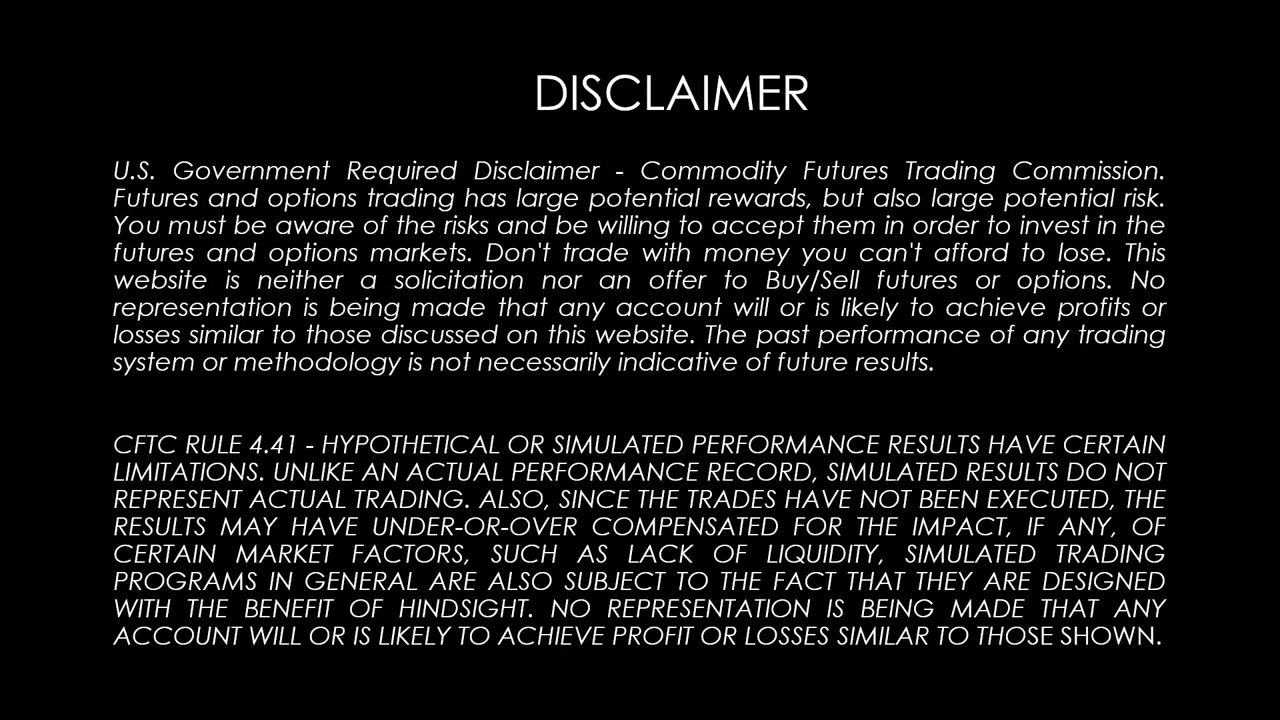 DISCLAIMER
U.S. Government Required Disclaimer - Commodity Futures Trading Commission.
Futures and options trading has large potential rewards, but also large potential risk.
You must be aware of the risks and be willing to accept them in order to invest in the
futures and options markets. Don't trade with money you can't afford to lose. This
website is neither a solicitation nor an offer to Buy/Sell futures or options. No
representation is being made that any account will or is likely to achieve profits or
losses similar to those discussed on this website. The past performance of any trading
system or methodology is not necessarily indicative of future results.
CFTC RULE 4.41 - HYPOTHETICAL OR SIMULATED PERFORMANCE RESULTS HAVE CERTAIN
LIMITATIONS. UNLIKE AN ACTUAL PERFORMANCE RECORD, SIMULATED RESULTS DO NOT
REPRESENT ACTUAL TRADING. ALSO, SINCE THE TRADES HAVE NOT BEEN EXECUTED, THE
RESULTS MAY HAVE UNDER-OR-OVER COMPENSATED FOR THE IMPACT, IF ANY, OF
CERTAIN MARKET FACTORS, SUCH AS LACK OF LIQUIDITY, SIMULATED TRADING
PROGRAMS IN GENERAL ARE ALSO SUBJECT TO THE FACT THAT THEY ARE DESIGNED
WITH THE BENEFIT OF HINDSIGHT. NO REPRESENTATION IS BEING MADE THAT ANY
ACCOUNT WILL OR IS LIKELY TO ACHIEVE PROFIT OR LOSSES SIMILAR TO THOSE SHOWN.